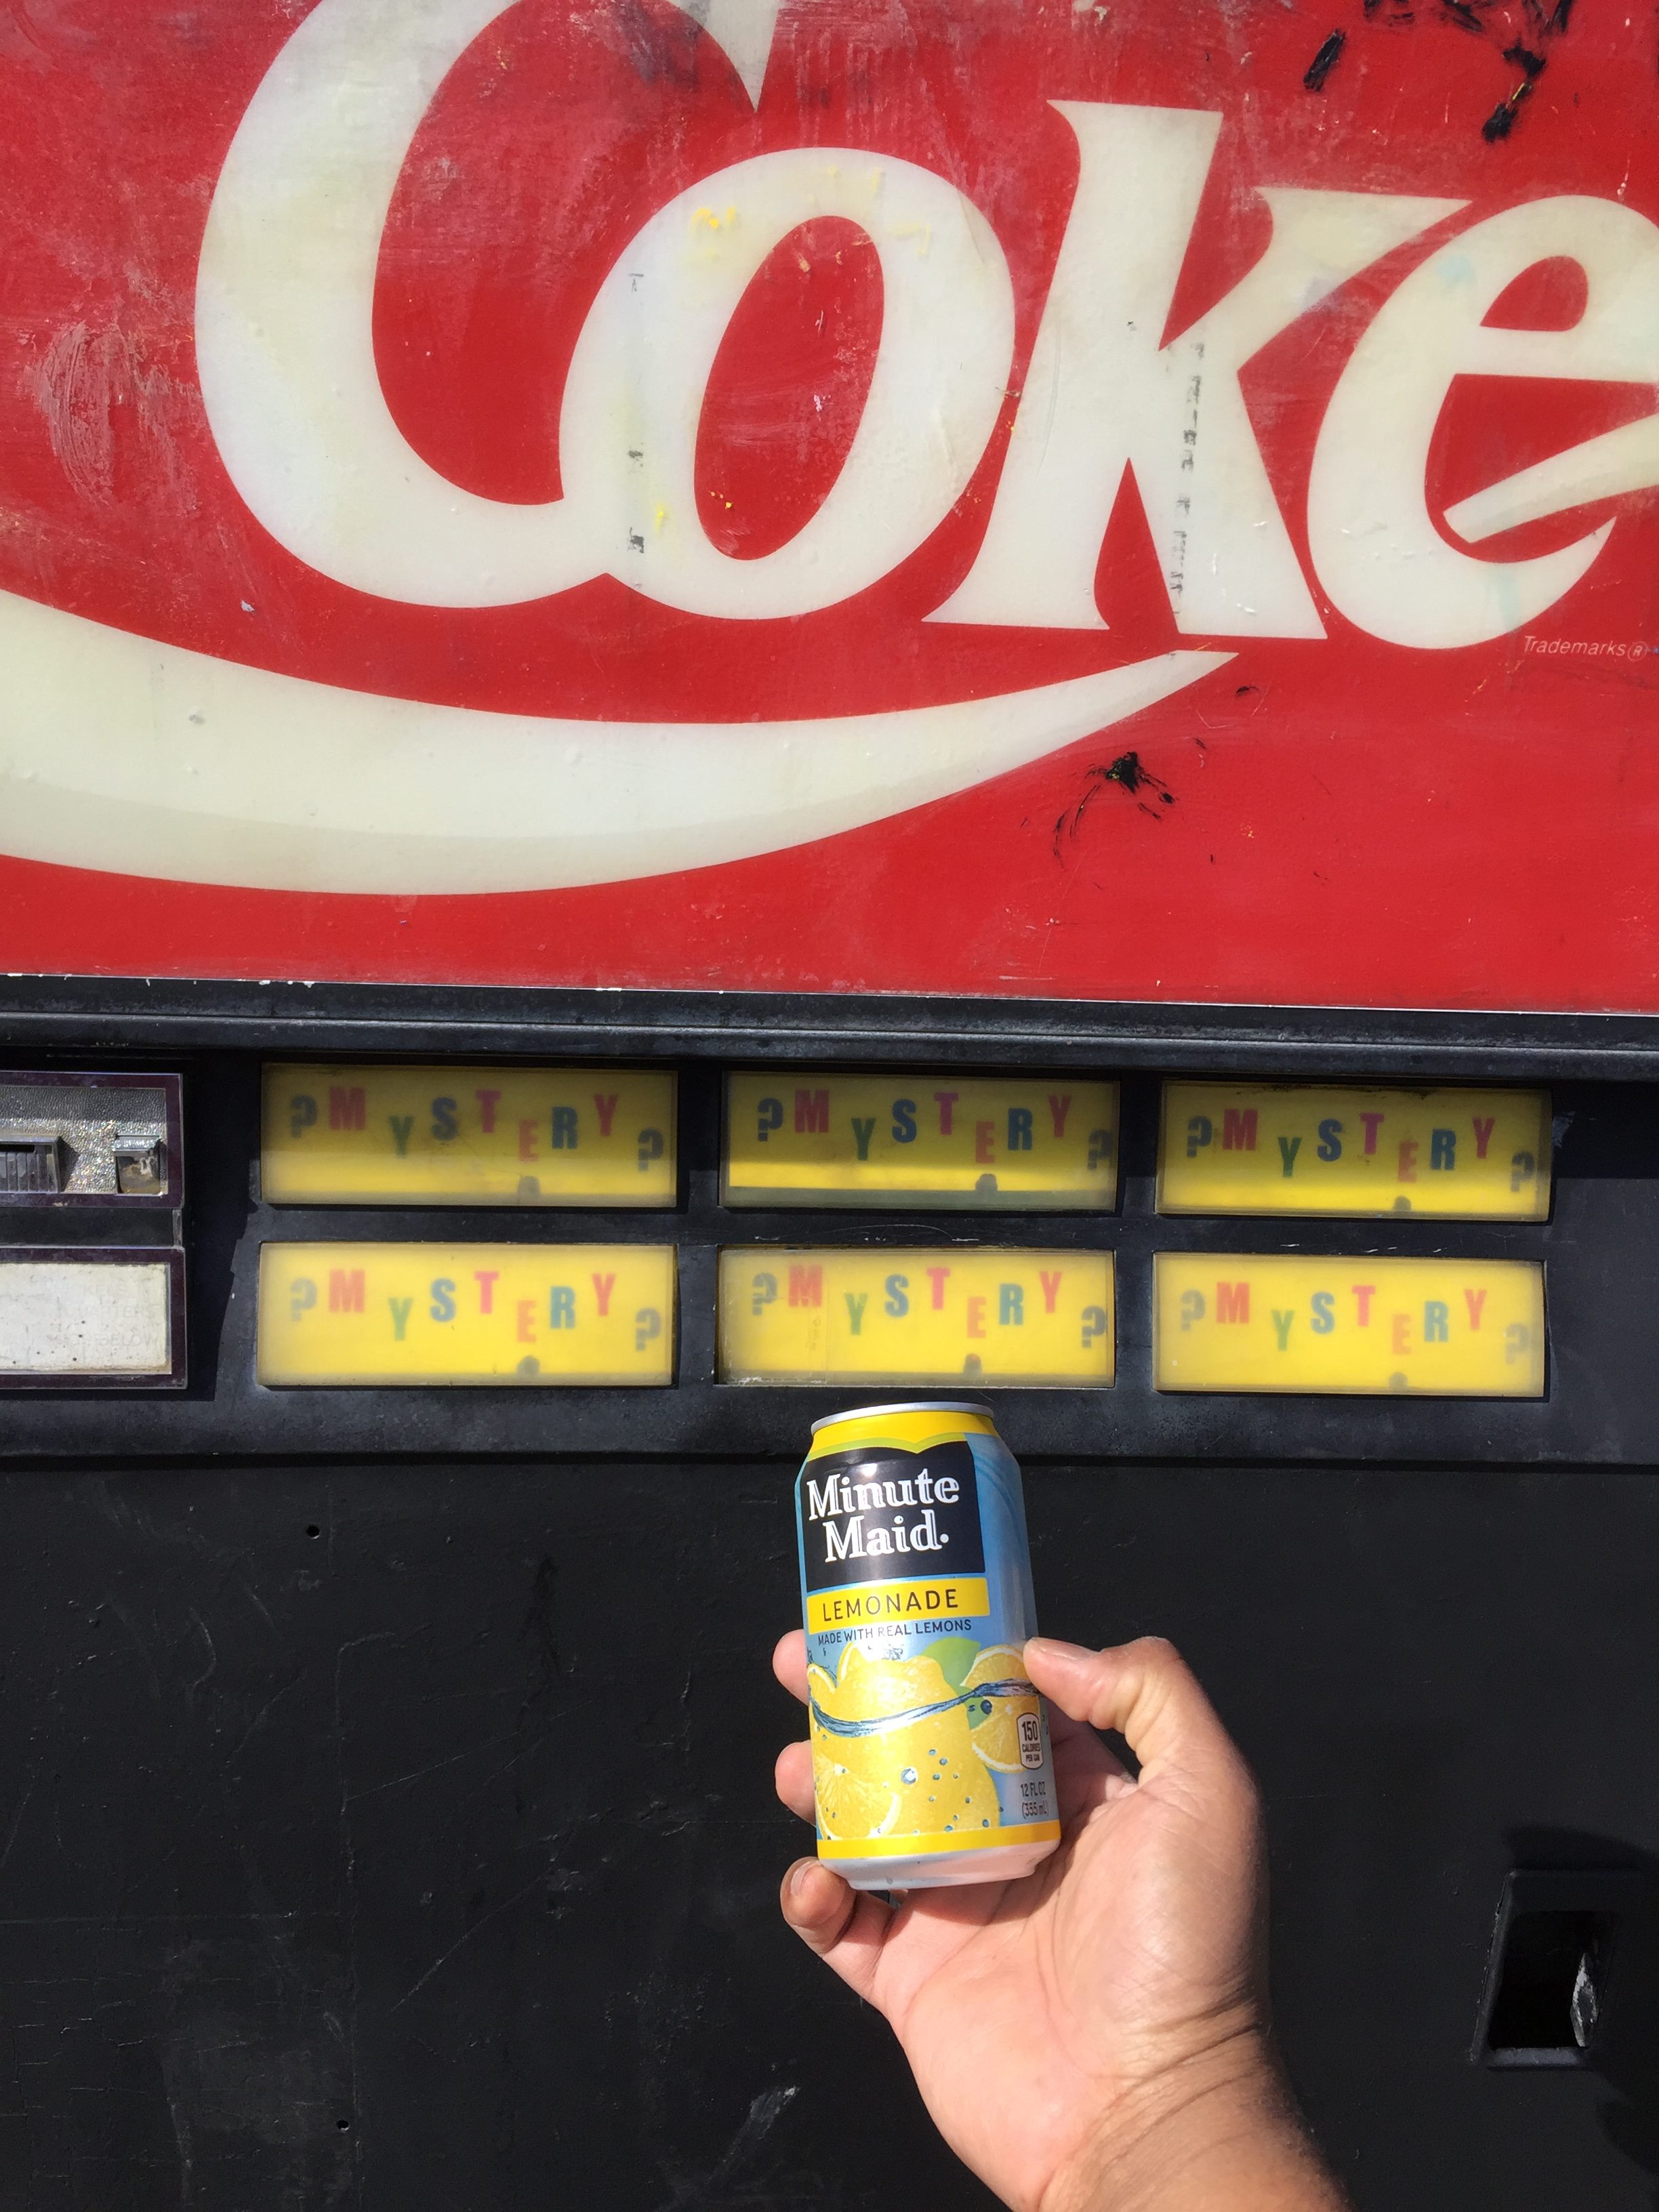 Coke
Trademarks®
?MYSTERY?
?MYSTERY?
?MYSTERY?
?MYSTERY?
?MYSTERY?
?MYSTERY?
Minute
Maid
LEMONADE
MADE WITH REAL LEMONS
150
CALORIES
PER CAN
12 FL OZ
(355 mL)